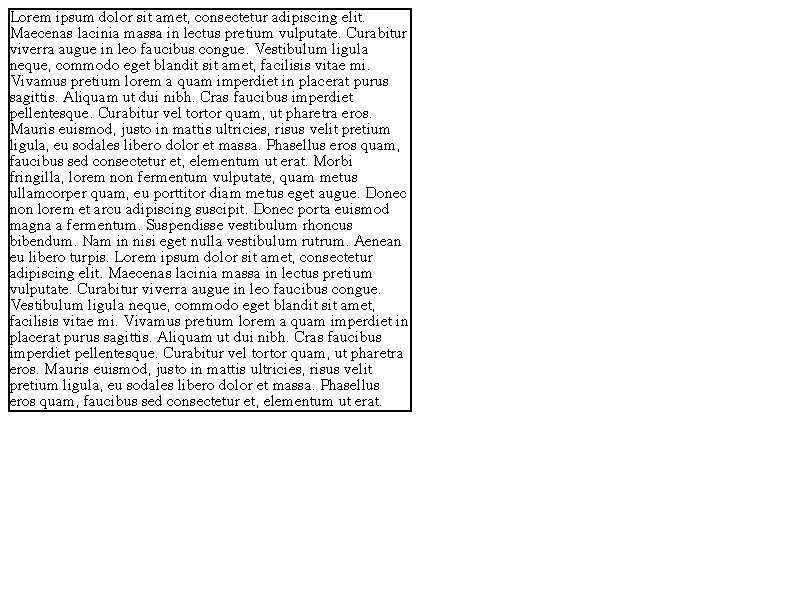 Lorem ipsum dolor sit amet, consectetur adipiscing elit.
Maecenas lacinia massa in lectus pretium vulputate. Curabitur
viverra augue in leo faucibus congue. Vestibulum ligula
neque, commodo eget blandit sit amet, facilisis vitae mi.
Vivamus pretium lorem a quam imperdiet in placerat purus
sagittis. Aliquam ut dui nibh. Cras faucibus imperdiet
pellentesque. Curabitur vel tortor quam, ut pharetra eros.
Mauris euismod, justo in mattis ultricies, risus velit pretium
ligula, eu sodales libero dolor et massa. Phasellus eros quam,
faucibus sed consectetur et, elementum ut erat. Morbi
fringilla, lorem non fermentum vulputate, quam metus
ullamcorper quam, eu porttitor diam metus eget augue. Donec
non lorem et arcu adipiscing suscipit. Donec porta euismod
magna a fermentum. Suspendisse vestibulum rhoncus
bibendum. Nam in nisi eget nulla vestibulum rutrum. Aenean
eu libero turpis. Lorem ipsum dolor sit amet, consectetur
adipiscing elit. Maecenas lacinia massa in lectus pretium
vulputate. Curabitur viverra augue in leo faucibus congue.
Vestibulum ligula neque, commodo eget blandit sit amet,
facilisis vitae mi. Vivamus pretium lorem a quam imperdiet in
placerat purus sagittis. Aliquam ut dui nibh. Cras faucibus
imperdiet pellentesque. Curabitur vel tortor quam, ut pharetra
eros. Mauris euismod, justo in mattis ultricies, risus velit
pretium ligula, eu sodales libero dolor et massa. Phasellus
eros quam, faucibus sed consectetur et, elementum ut erat.